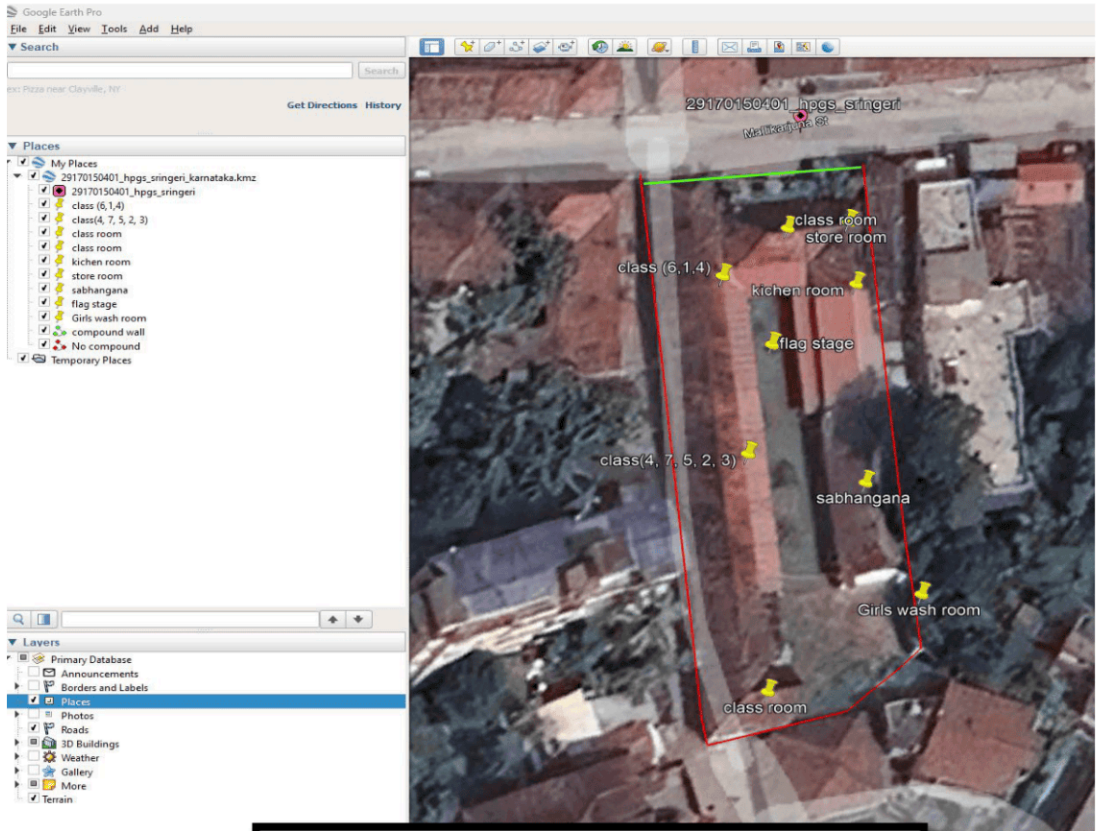 Google Earth Pro
File Edit View Tools Add Help
Search
Search
ex: Pizza near Clayville, NY
Get Directions History
Places
My Places
29170150401_hpgs_sringeri_karnataka.kmz
29170150401_hpgs_sringeri
class (6,1,4)
class(4, 7, 5, 2, 3)
class room
class room
kichen room
store room
sabhangana
flag stage
Girls wash room
compound wall
No compound
Temporary Places
Layers
Primary Database
Announcements
Borders and Labels
Places
Photos
Roads
3D Buildings
Weather
Gallery
More
Terrain
29170150401_hpgs_sringeri
Mallikarjuna St
class room
store room
class (6,1,4)
kichen room
flag stage
class(4, 7, 5, 2, 3)
sabhangana
Girls wash room
class room